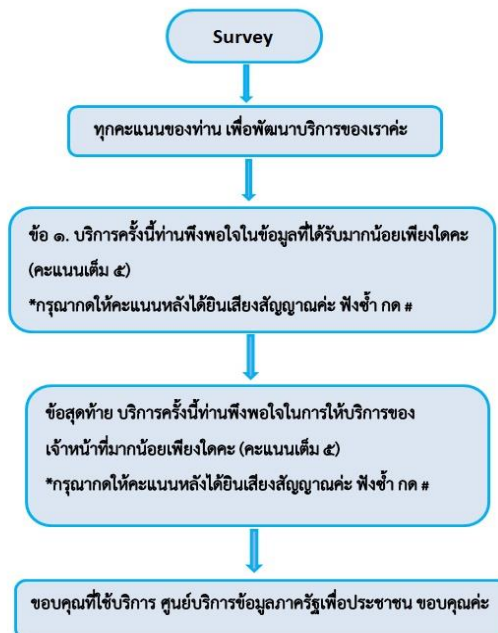 Survey
ทุกคะแนนของท่าน เพื่อพัฒนาบริการของเราค่ะ
ข้อ ๑. บริการครั้งนี้ท่านพึงพอใจในข้อมูลที่ได้รับมากน้อยเพียงใดคะ
(คะแนนเต็ม ๕)
*กรุณากดให้คะแนนหลังได้ยินเสียงสัญญาณค่ะ ฟังซ้ำ กด #
ข้อสุดท้าย บริการครั้งนี้ท่านพึงพอใจในการให้บริการของ
เจ้าหน้าที่มากน้อยเพียงใดคะ (คะแนนเต็ม ๕)
*กรุณากดให้คะแนนหลังได้ยินเสียงสัญญาณค่ะ ฟังซ้ำ กด #
ขอบคุณที่ใช้บริการ ศูนย์บริการข้อมูลภาครัฐเพื่อประชาชน ขอบคุณค่ะ